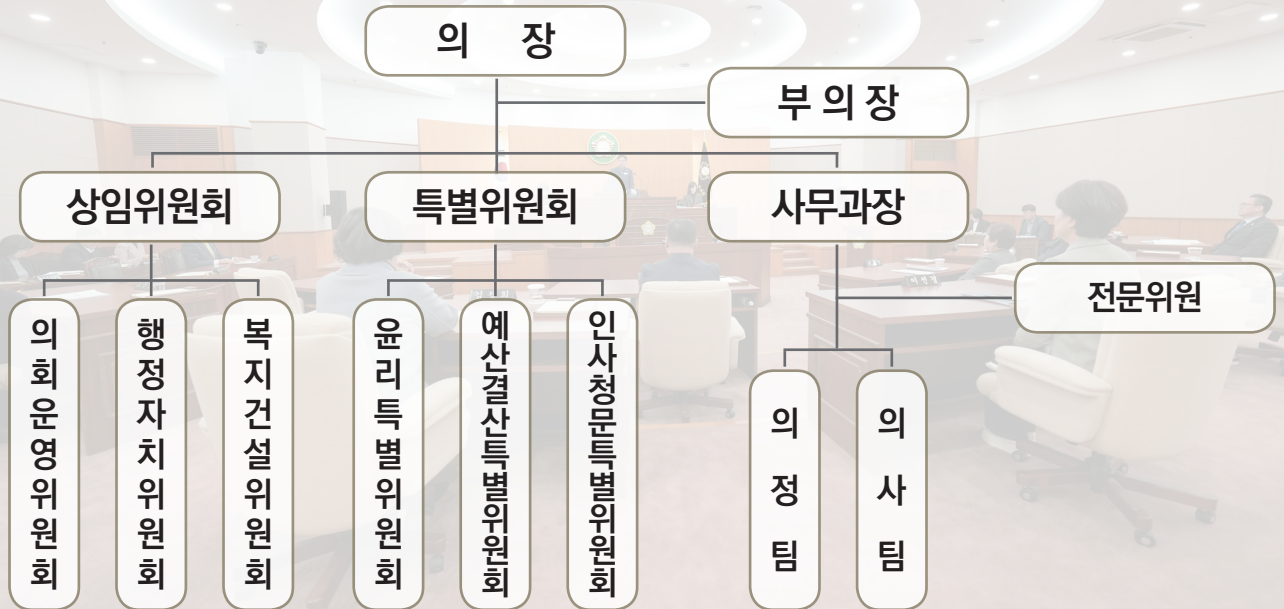 의 장
부 의 장
상임위원회
특별위원회
사무과장
전문위원
의회운영위원회
행정자치위원회
복지건설위원회
윤리특별위원회
예산결산특별위원회
인사청문특별위원회
의정팀
의사팀